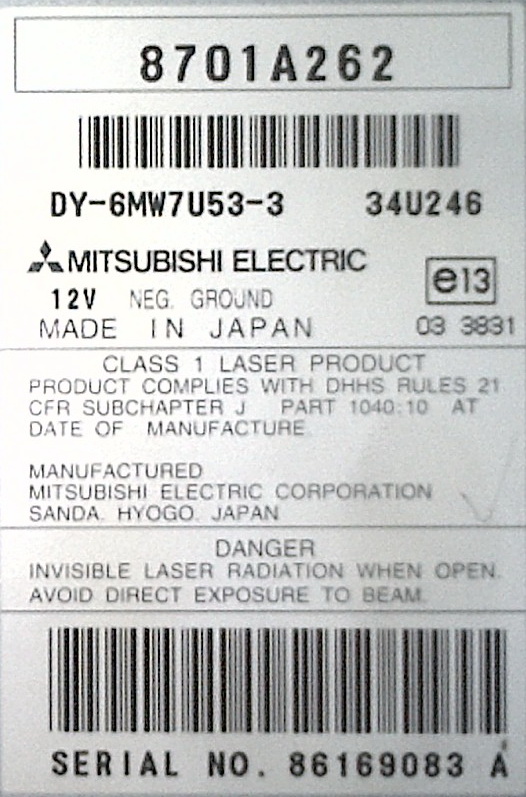 8701A262
DY-6MW7U53-3 34U246
MITSUBISHI ELECTRIC
e13
12V NEG. GROUND
MADE IN JAPAN 03 3831
CLASS 1 LASER PRODUCT
PRODUCT COMPLIES WITH DHHS RULES 21
CFR SUBCHAPTER J PART 1040:10 AT
DATE OF MANUFACTURE.
MANUFACTURED
MITSUBISHI ELECTRIC CORPORATION
SANDA. HYOGO. JAPAN
DANGER
INVISIBLE LASER RADIATION WHEN OPEN.
AVOID DIRECT EXPOSURE TO BEAM.
SERIAL NO. 86169083 A